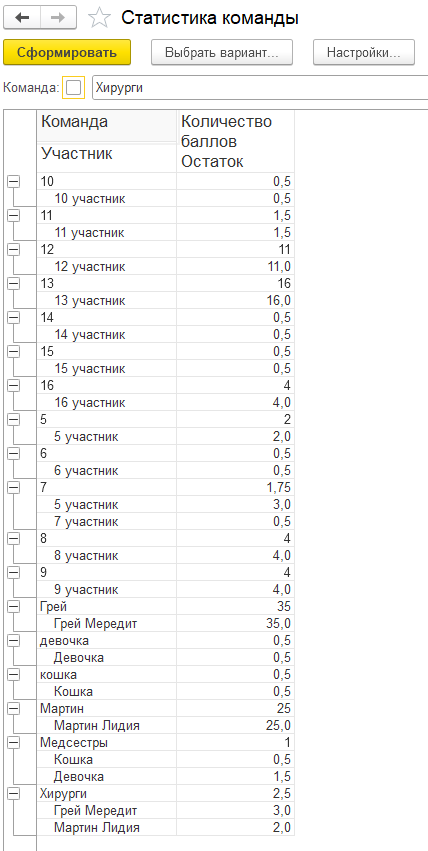 Статистика команды
Сформировать Выбрать вариант... Настройки...
Команда: Хирурги
Команда Количество баллов Остаток
Участник
10 0,5
10 участник 0,5
11 1,5
11 участник 1,5
12 11
12 участник 11,0
13 16
13 участник 16,0
14 0,5
14 участник 0,5
15 0,5
15 участник 0,5
16 4
16 участник 4,0
5 2
5 участник 2,0
6 0,5
6 участник 0,5
7 1,75
5 участник 3,0
7 участник 0,5
8 4
8 участник 4,0
9 4
9 участник 4,0
Грей 35
Грей Мередит 35,0
девочка 0,5
Девочка 0,5
кошка 0,5
Кошка 0,5
Мартин 25
Мартин Лидия 25,0
Медсестры 1
Кошка 0,5
Девочка 1,5
Хирурги 2,5
Грей Мередит 3,0
Мартин Лидия 2,0